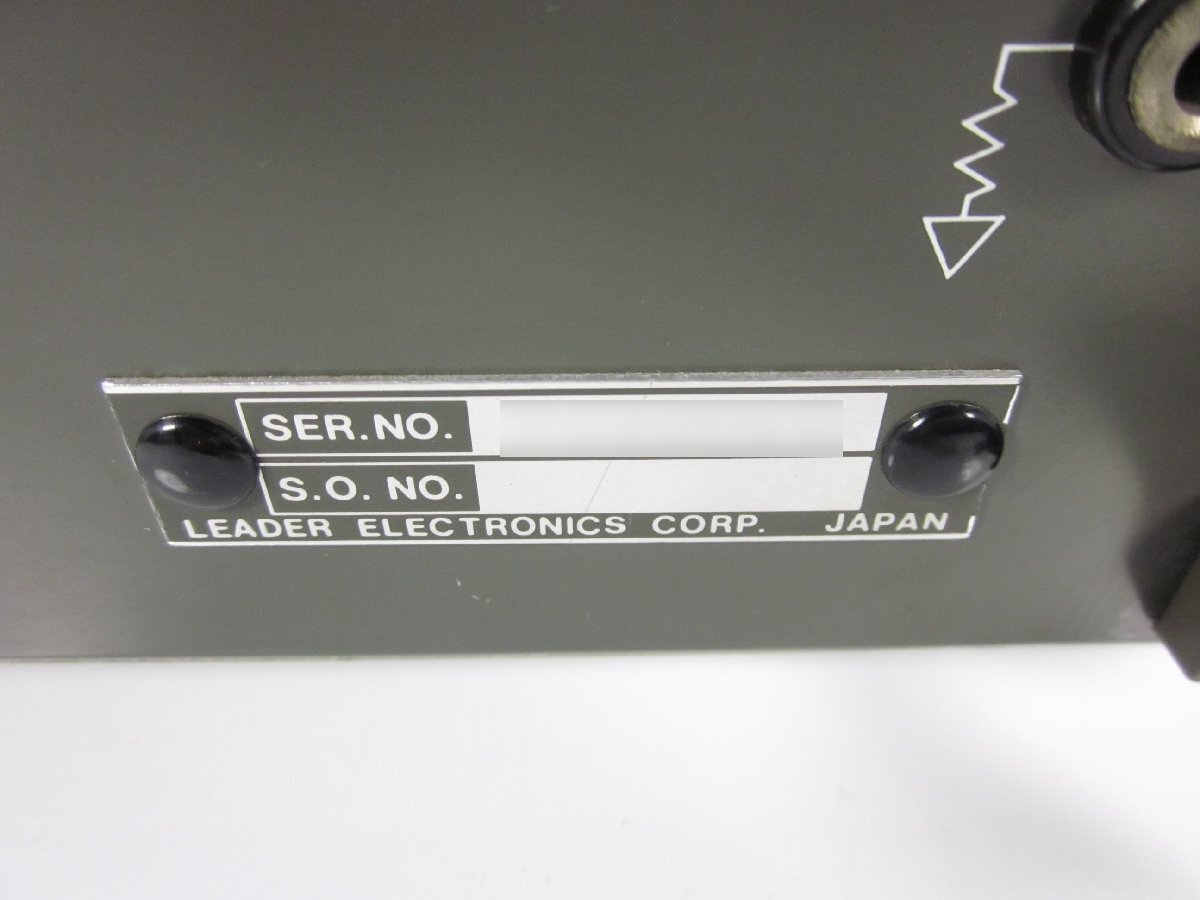 SER.NO.
S.O. NO.
LEADER ELECTRONICS CORP. JAPAN